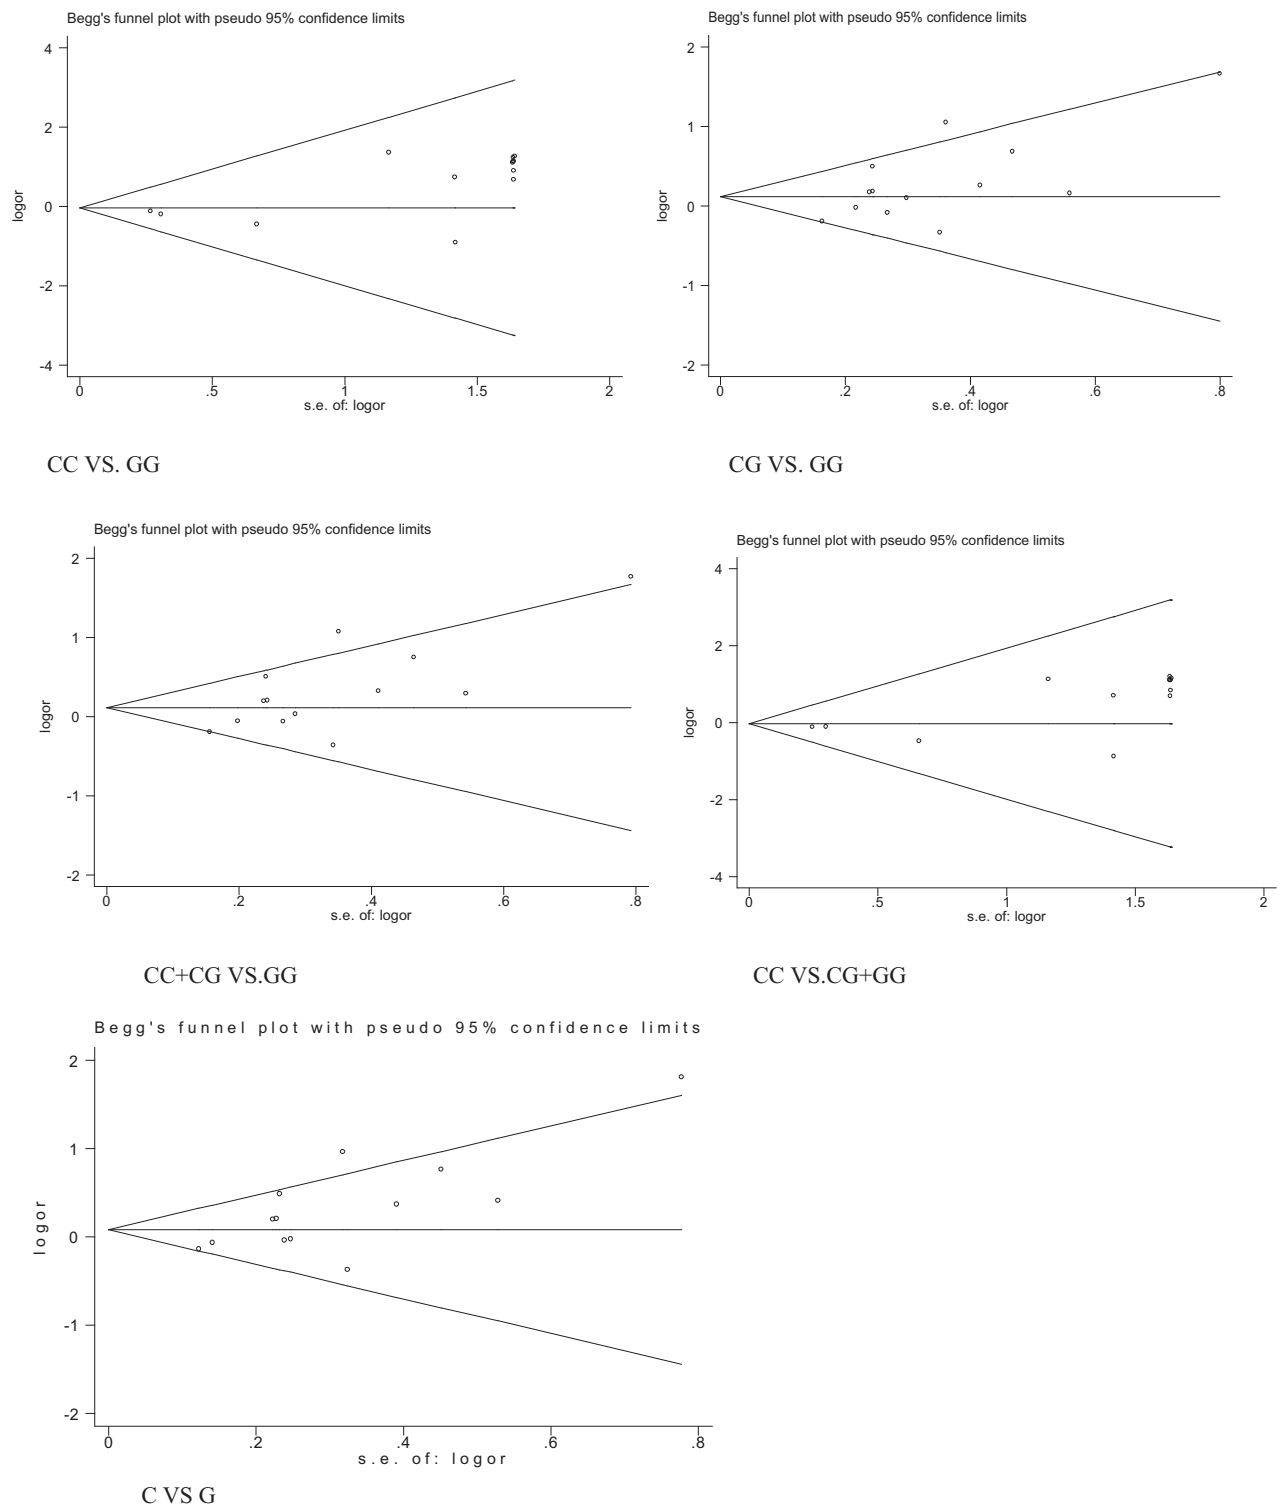 Begg's funnel plot with pseudo 95% confidence limits
4
2
0
-2
-4
logor
0 .5 1 1.5 2
s.e. of: logor
CC VS. GG
Begg's funnel plot with pseudo 95% confidence limits
2
1
0
-1
-2
logor
0 .2 .4 .6 .8
s.e. of: logor
CG VS. GG
Begg's funnel plot with pseudo 95% confidence limits
2
1
0
-1
-2
logor
0 .2 .4 .6 .8
s.e. of: logor
CC+CG VS.GG
Begg's funnel plot with pseudo 95% confidence limits
4
2
0
-2
-4
logor
0 .5 1 1.5 2
s.e. of: logor
CC VS.CG+GG
Begg's funnel plot with pseudo 95% confidence limits
2
1
0
-1
-2
logor
0 .2 .4 .6 .8
s.e. of: logor
C VS G